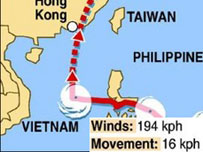 Hong
Kong
TAIWAN
PHILIPPINE
VIETNAM
Winds: 194 kph
Movement: 16 kph